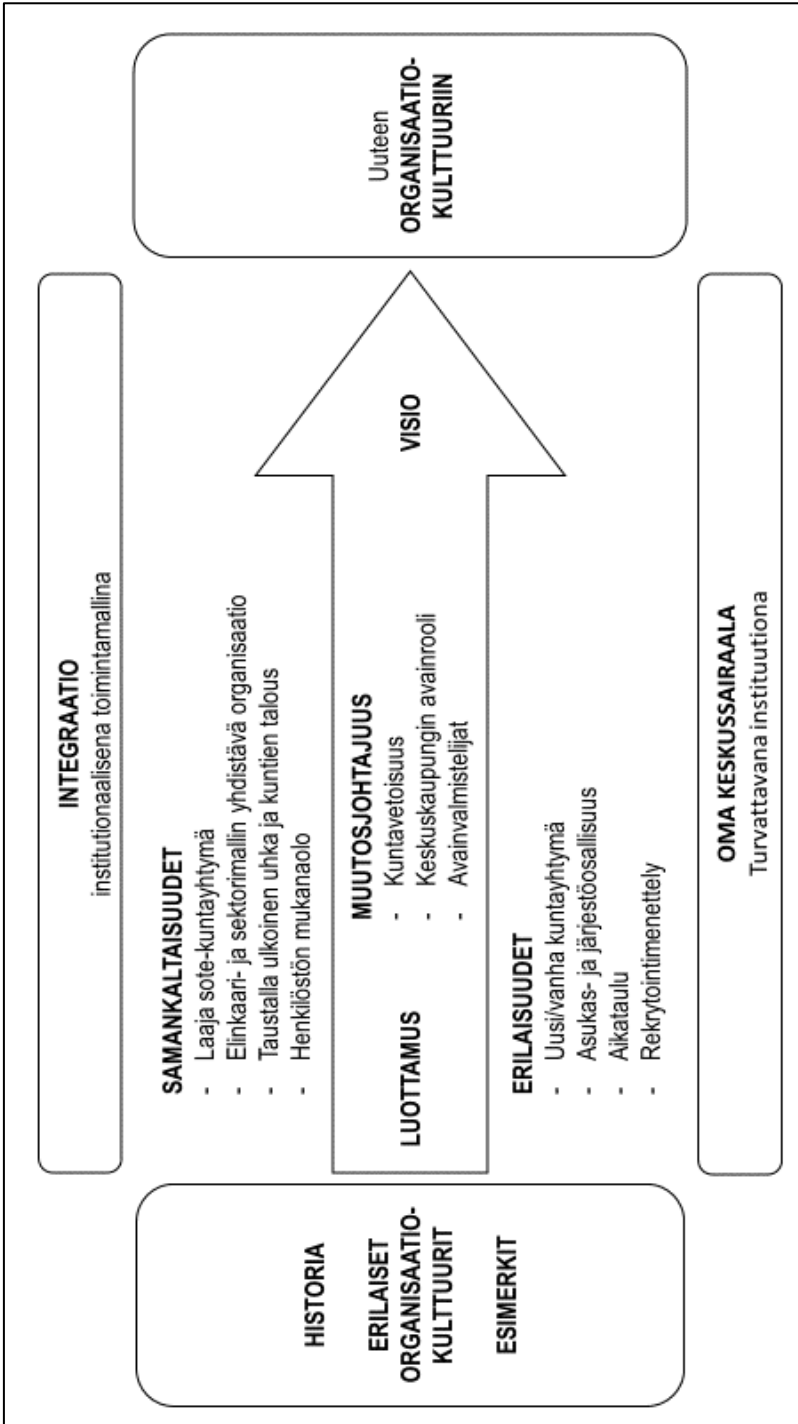 INTEGRAATIO
institutionaalisena toimintamallina
HISTORIA
ERILAISET
ORGANISAATIO-
KULTTUURIT
ESIMERKIT
SAMANKALTAISUUDET
- Laaja sote-kuntayhtymä
- Elinkaari- ja sektorimallin yhdistävä organisaatio
- Taustalla ulkoinen uhka ja kuntien talous
- Henkilöstön mukanaolo
LUOTTAMUS
MUUTOSJOHTAJUUS
- Kuntavetoisuus
- Keskuskaupungin avainrooli
- Avainvalmistelijat
VISIO
ERILAISUUDET
- Uusi/vanha kuntayhtymä
- Asukas- ja järjestöosallisuus
- Aikataulu
- Rekrytointimenettely
Uuteen
ORGANISAATIO-
KULTTUURIIN
OMA KESKUSSAIRAALA
Turvattavana instituutiona